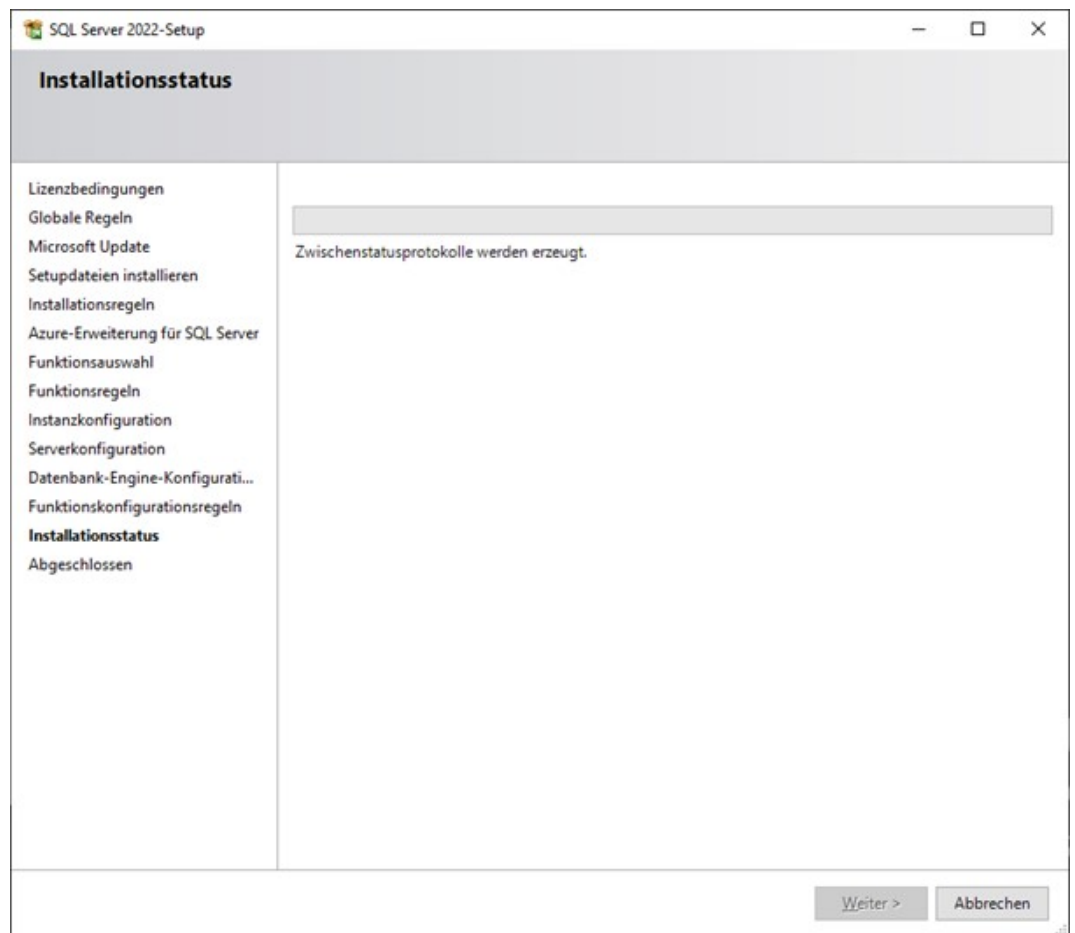 SQL Server 2022-Setup
Installationsstatus
Lizenzbedingungen
Globale Regeln
Microsoft Update
Setupdateien installieren
Installationsregeln
Azure-Erweiterung für SQL Server
Funktionsauswahl
Funktionsregeln
Instanzkonfiguration
Serverkonfiguration
Datenbank-Engine-Konfigurati...
Funktionskonfigurationsregeln
Installationsstatus
Abgeschlossen
Zwischenstatusprotokolle werden erzeugt.
Weiter >
Abbrechen